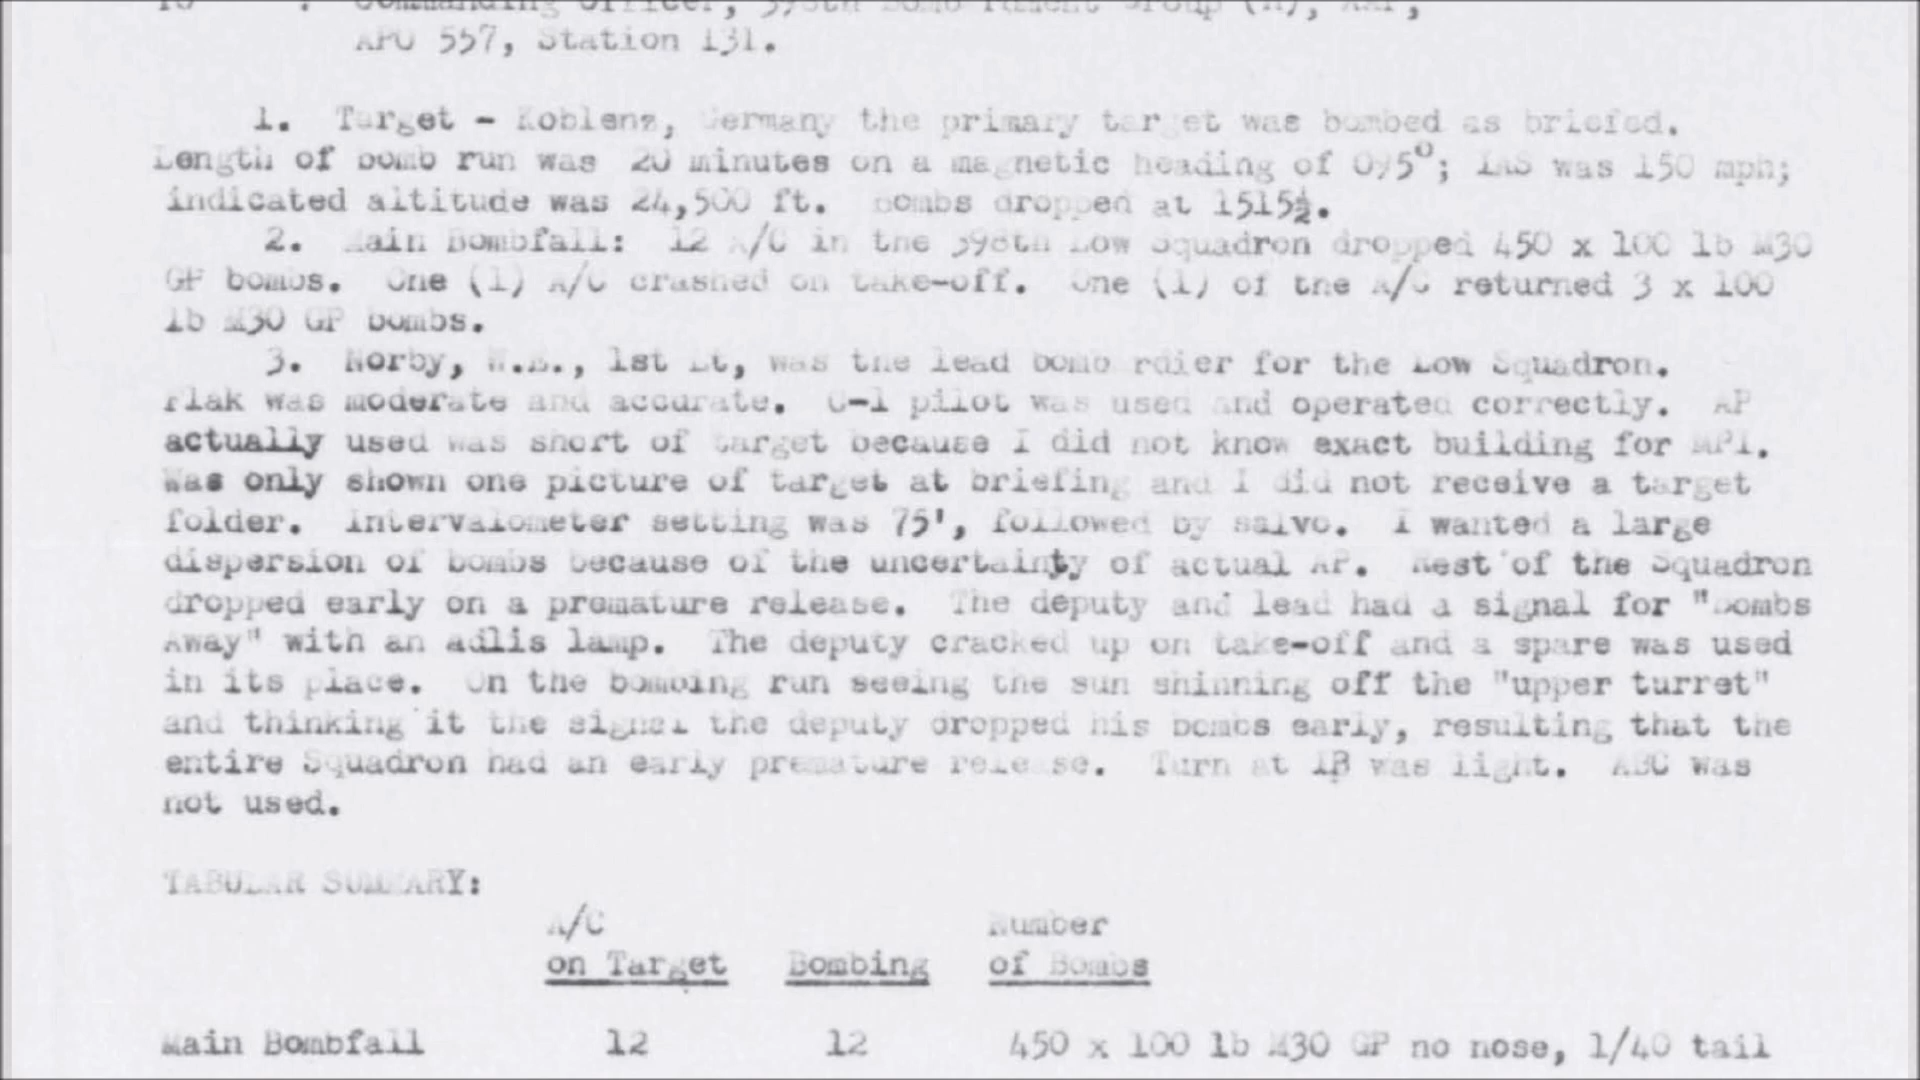 To : Commanding Officer, 398th Bombardment Group (H), AAF,
APO 557, Station 131.
1. Target - Koblenz, Germany the primary target was bombed as briefed.
Length of bomb run was 20 minutes on a magnetic heading of 095°; IAS was 150 mph;
indicated altitude was 24,500 ft. Bombs dropped at 1515½.
2. Main Bombfall: 12 A/C in the 398th Low Squadron dropped 450 x 100 lb M30
GP bombs. One (1) A/C crashed on take-off. One (1) of the A/C returned 3 x 100
lb M30 GP bombs.
3. Norby, W.E., 1st Lt, was the lead bombardier for the Low Squadron.
Flak was moderate and accurate. C-1 pilot was used and operated correctly. AP
actually used was short of target because I did not know exact building for MPI.
Was only shown one picture of target at briefing and I did not receive a target
folder. Intervalometer setting was 75', followed by salvo. I wanted a large
dispersion of bombs because of the uncertainty of actual AP. Rest of the Squadron
dropped early on a premature release. The deputy and lead had a signal for "Bombs
Away" with an adlis lamp. The deputy cracked up on take-off and a spare was used
in its place. On the bombing run seeing the sun shinning off the "upper turret"
and thinking it the signal the deputy dropped his bombs early, resulting that the
entire Squadron had an early premature release. Turn at IP was light. ABC was
not used.
TABULAR SUMMARY:
A/C Number
on Target Bombing of Bombs
Main Bombfall 12 12 450 x 100 lb M30 GP no nose, 1/40 tail